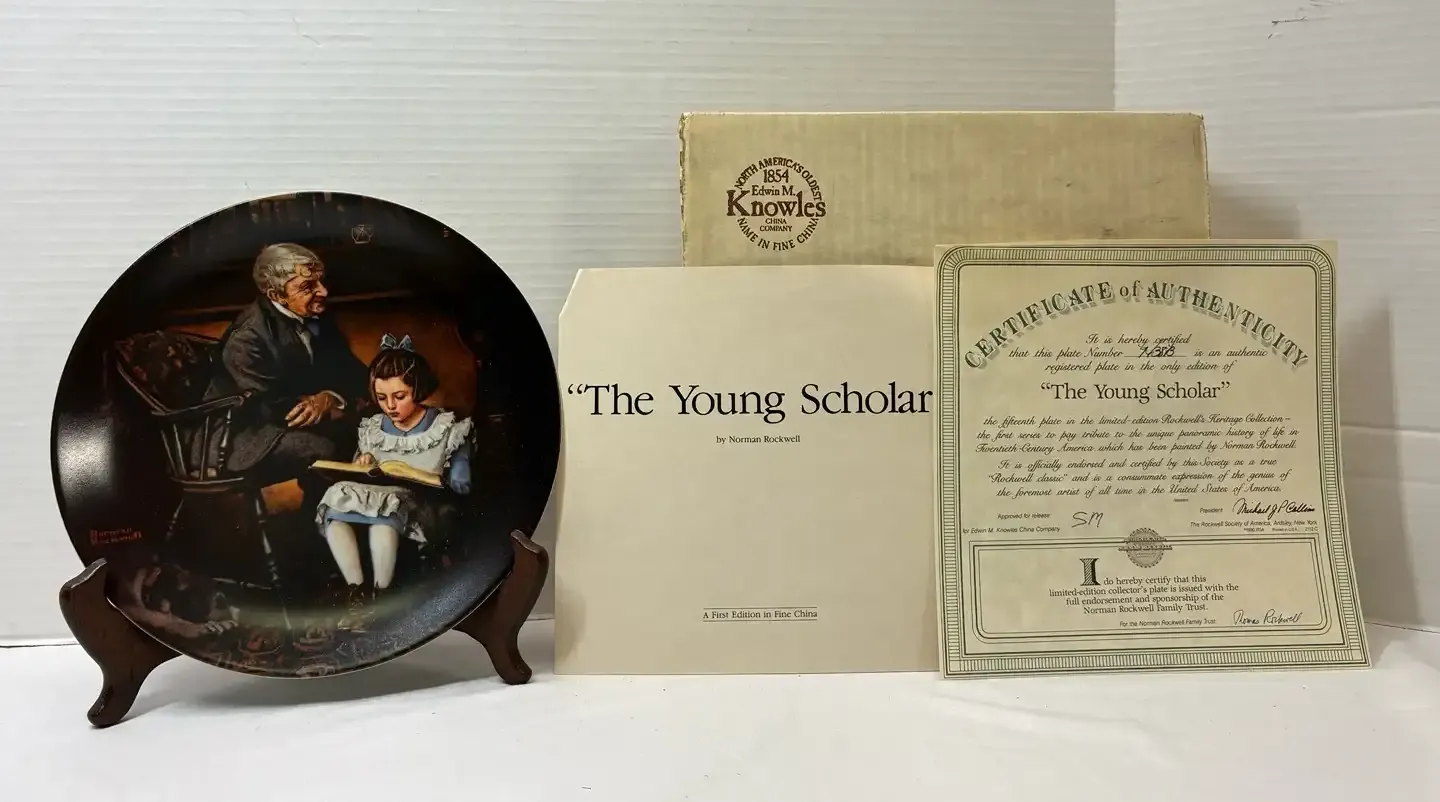 NORTH AMERICA'S OLDEST
1854
Edwin M.
Knowles
CHINA
COMPANY
NAME IN FINE CHINA
Norman
Rockwell
"The Young Scholar
by Norman Rockwell
A First Edition in Fine China
CERTIFICATE of AUTHENTICITY
It is hereby certified
that this plate Number is an authentic
registered plate in the only edition of
"The Young Scholar"
the fifteenth plate in the limited-edition Rockwell's Heritage Collection—
the first series to pay tribute to the unique panoramic history of life in
Twentieth-Century America which has been painted by Norman Rockwell.
It is officially endorsed and certified by this Society as a true
"Rockwell classic" and is a consummate expression of the genius of
the foremost artist of all time in the United States of America.
Approved for release:
SM
for Edwin M. Knowles China Company
President
The Rockwell Society of America, Ardsley, New York
I do hereby certify that this
limited-edition collector's plate is issued with the
full endorsement and sponsorship of the
Norman Rockwell Family Trust.
For the Norman Rockwell Family Trust
Thomas Rockwell